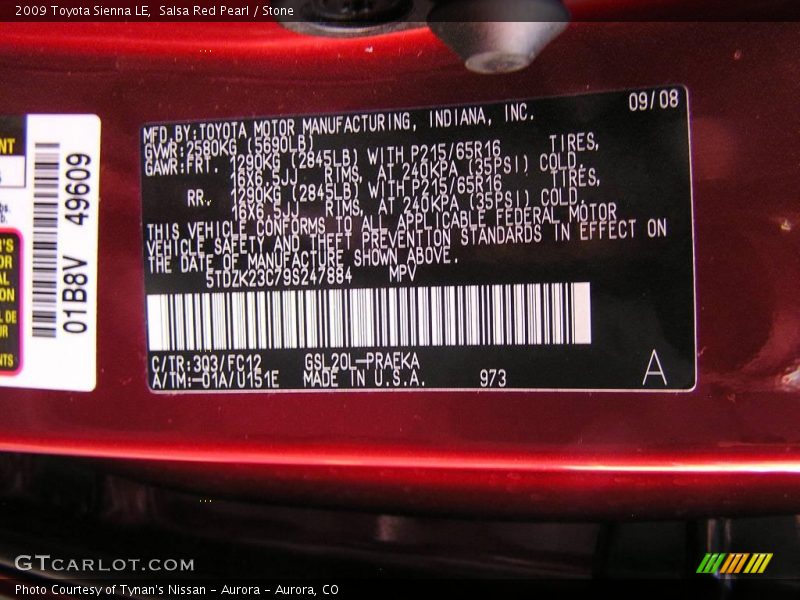 2009 Toyota Sienna LE, Salsa Red Pearl / Stone
09/08
MFD.BY:TOYOTA MOTOR MANUFACTURING, INDIANA, INC.
GVWR:2580KG (5690LB)
GAWR:FRT. 1290KG (2845LB) WITH P215/65R16 TIRES,
16X6.5JJ RIMS, AT 240KPA (35PSI) COLD.
RR. 1290KG (2845LB) WITH P215/65R16 TIRES,
16X6.5JJ RIMS, AT 240KPA (35PSI) COLD.
THIS VEHICLE CONFORMS TO ALL APPLICABLE FEDERAL MOTOR
VEHICLE SAFETY AND THEFT PREVENTION STANDARDS IN EFFECT ON
THE DATE OF MANUFACTURE SHOWN ABOVE.
5TDZK23C79S247884 MPV
C/TR:3Q3/FC12 GSL20L-PRAEKA
A/TM:-01A/U151E MADE IN U.S.A. 973 A
01B8V 49609
GTCARLOT.COM
Photo Courtesy of Tynan's Nissan - Aurora - Aurora, CO